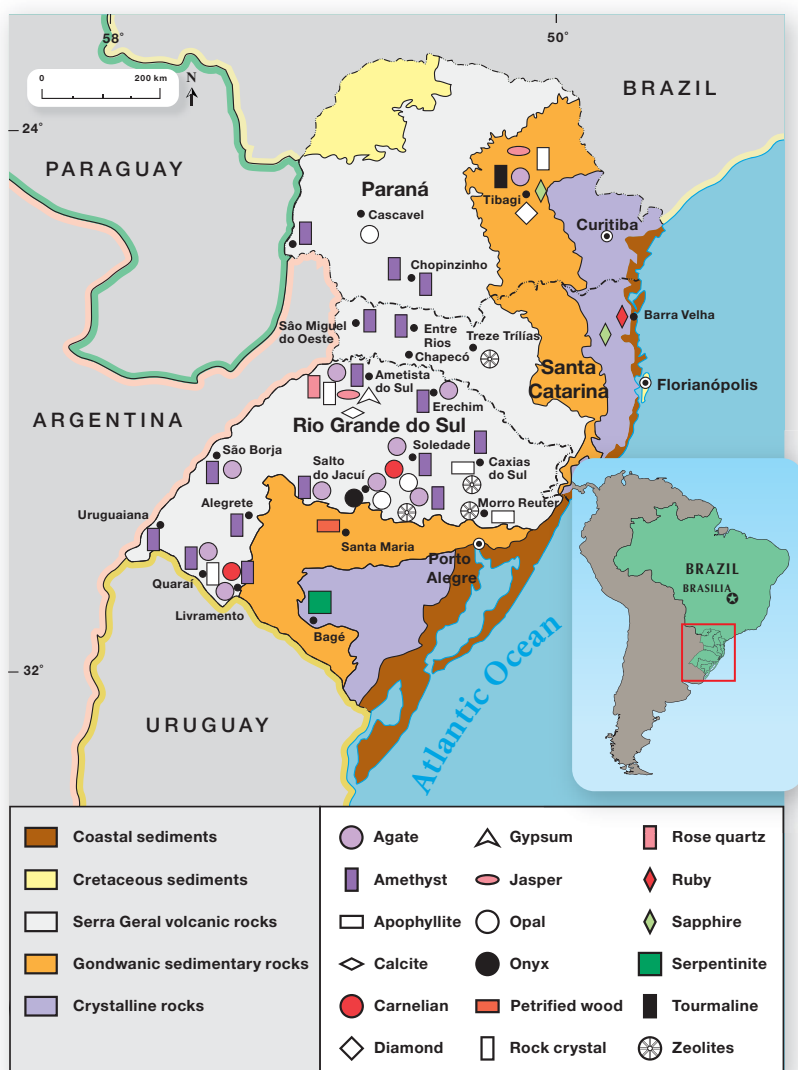 58°
50°
0
200 km
N
BRAZIL
24°
PARAGUAY
Paraná
Cascavel
Tibagi
Curitiba
Chopinzinho
Sâo Miguel
do Oeste
Entre
Rios
Treze Trílias
Barra Velha
Chapecó
Santa
Catarina
Florianópolis
Ametista
do Sul
Erechim
ARGENTINA
Rio Grande do Sul
São Borja
Soledade
Salto
do Jacuí
Caxias
do Sul
Alegrete
Morro Reuter
Uruguaiana
Santa Maria
Porto
Alegre
Quaraí
Livramento
Bagé
32°
URUGUAY
Atlantic Ocean
BRAZIL
BRASILIA
Coastal sediments
Cretaceous sediments
Serra Geral volcanic rocks
Gondwanic sedimentary rocks
Crystalline rocks
Agate
Amethyst
Apophyllite
Calcite
Carnelian
Diamond
Gypsum
Jasper
Opal
Onyx
Petrified wood
Rock crystal
Rose quartz
Ruby
Sapphire
Serpentinite
Tourmaline
Zeolites